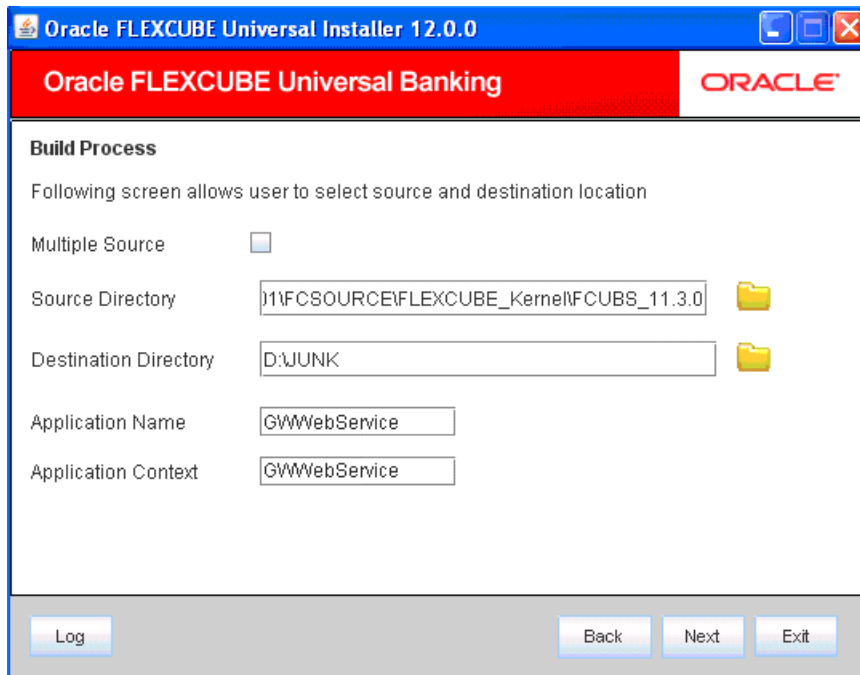 Oracle FLEXCUBE Universal Installer 12.0.0
Oracle FLEXCUBE Universal Banking ORACLE
Build Process
Following screen allows user to select source and destination location
Multiple Source
Source Directory )1\FCSOURCE\FLEXCUBE_Kernel\FCUBS_11.3.0
Destination Directory D:\JUNK
Application Name GWWebService
Application Context GWWebService
Log Back Next Exit